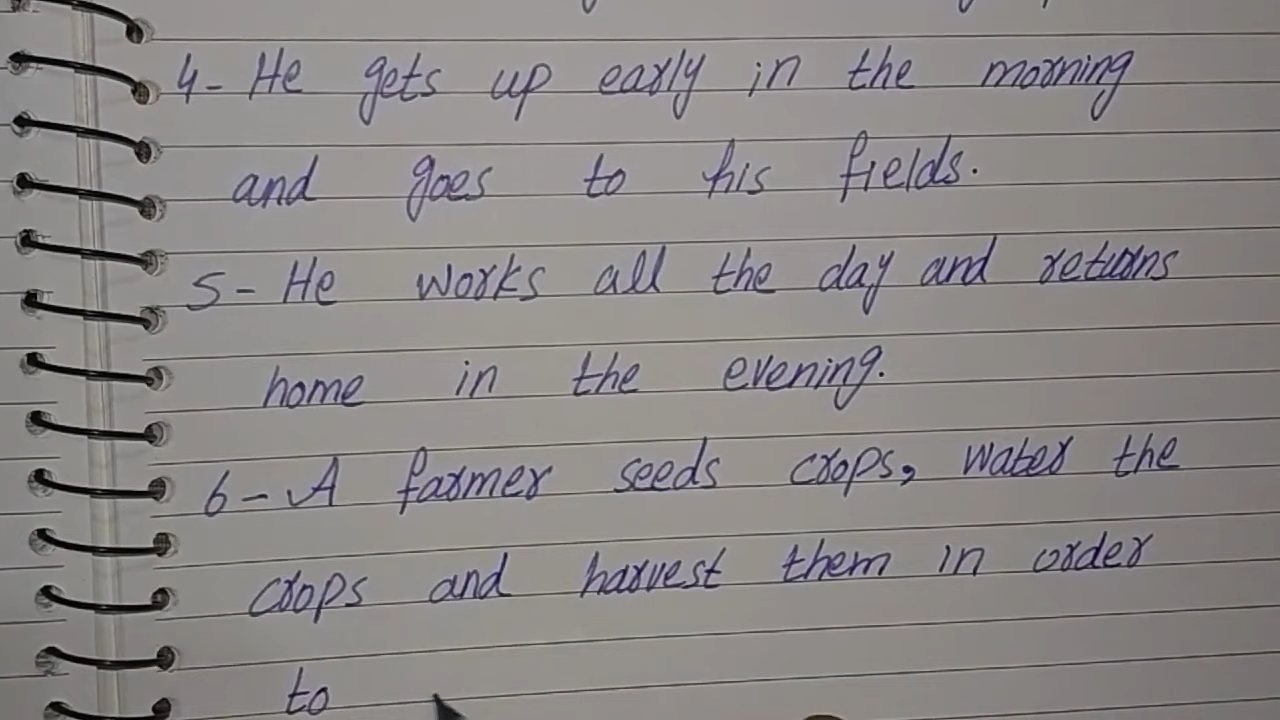 4- He gets up early in the morning
and goes to his fields.
5- He works all the day and returns
home in the evening.
6- A farmer seeds crops, water the
crops and harvest them in order
to